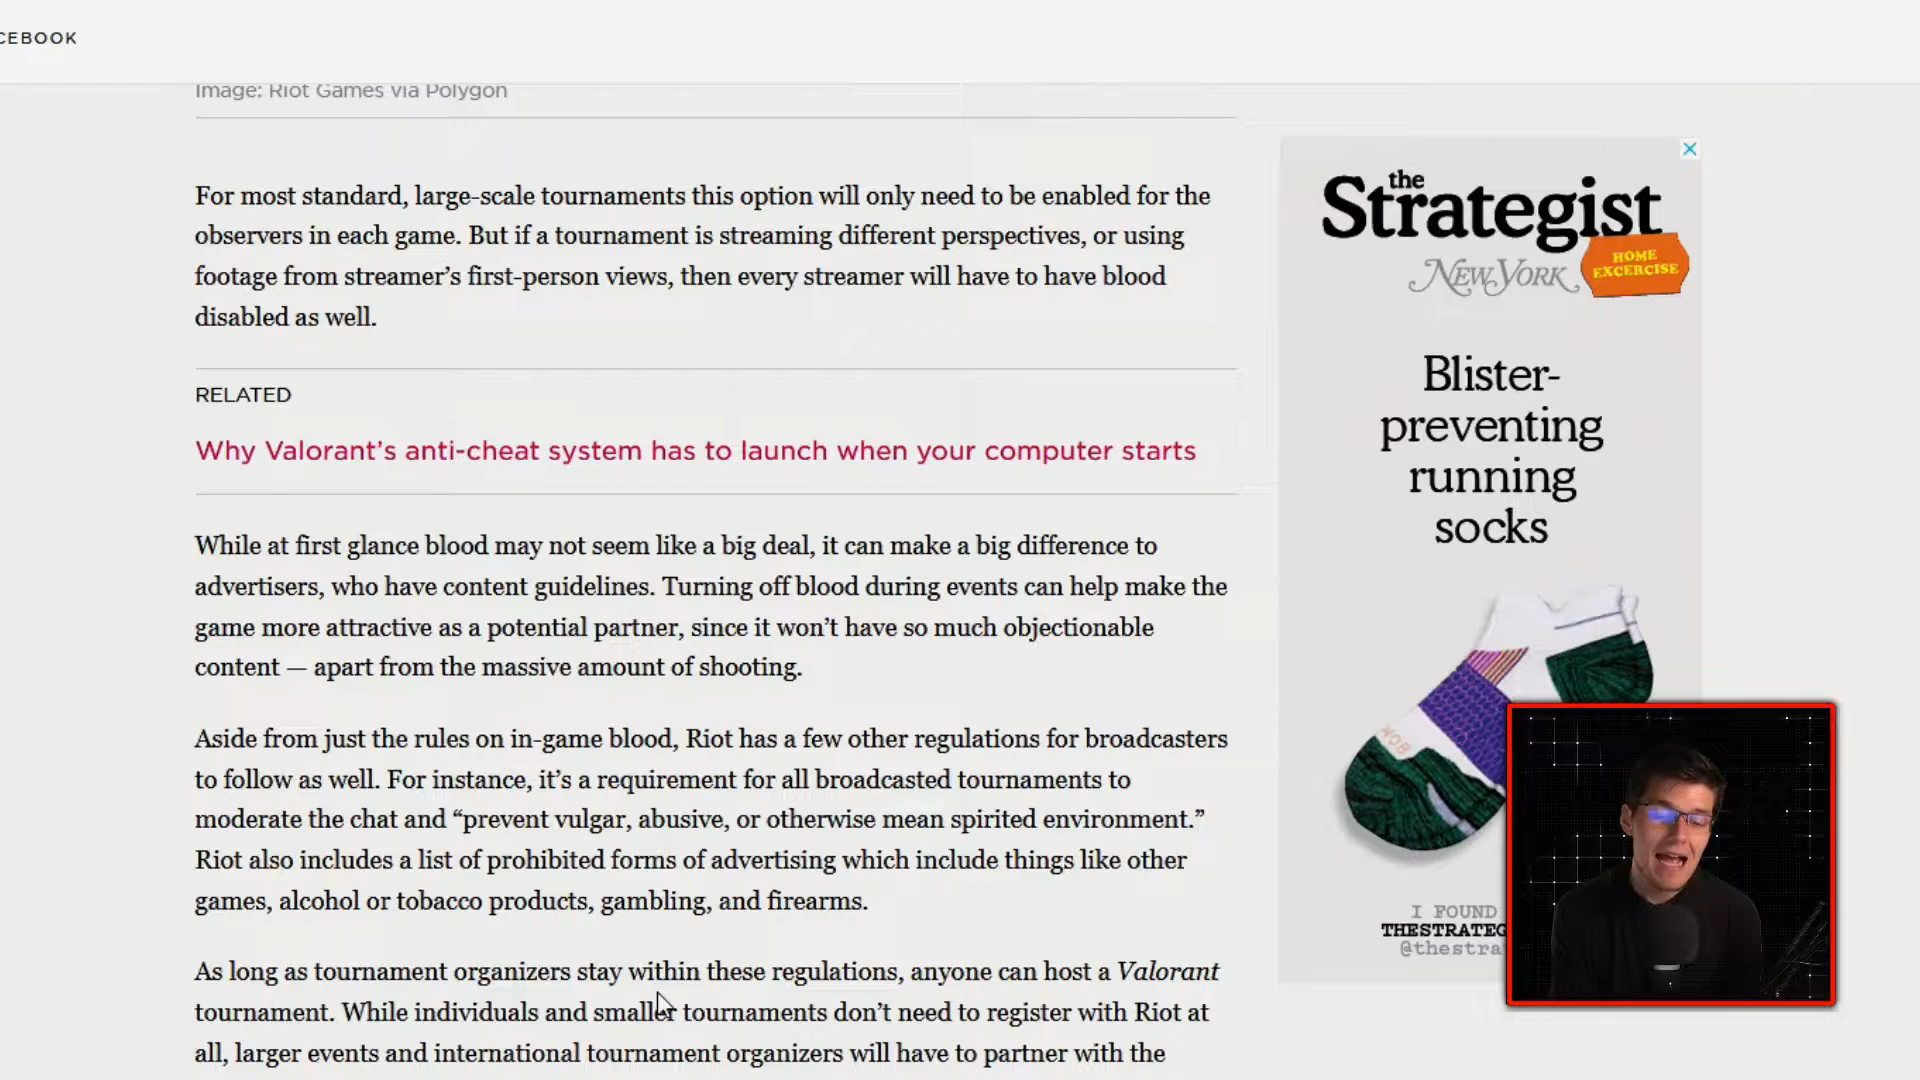 CEBOOK
Image: Riot Games via Polygon
For most standard, large-scale tournaments this option will only need to be enabled for the
observers in each game. But if a tournament is streaming different perspectives, or using
footage from streamer’s first-person views, then every streamer will have to have blood
disabled as well.
RELATED
Why Valorant’s anti-cheat system has to launch when your computer starts
While at first glance blood may not seem like a big deal, it can make a big difference to
advertisers, who have content guidelines. Turning off blood during events can help make the
game more attractive as a potential partner, since it won’t have so much objectionable
content — apart from the massive amount of shooting.
Aside from just the rules on in-game blood, Riot has a few other regulations for broadcasters
to follow as well. For instance, it’s a requirement for all broadcasted tournaments to
moderate the chat and “prevent vulgar, abusive, or otherwise mean spirited environment.”
Riot also includes a list of prohibited forms of advertising which include things like other
games, alcohol or tobacco products, gambling, and firearms.
As long as tournament organizers stay within these regulations, anyone can host a Valorant
tournament. While individuals and smaller tournaments don’t need to register with Riot at
all, larger events and international tournament organizers will have to partner with the
the
Strategist
NEW YORK
HOME
EXCERCISE
Blister-
preventing
running
socks
BOM
I FOUND
THESTRATEG
@thestra